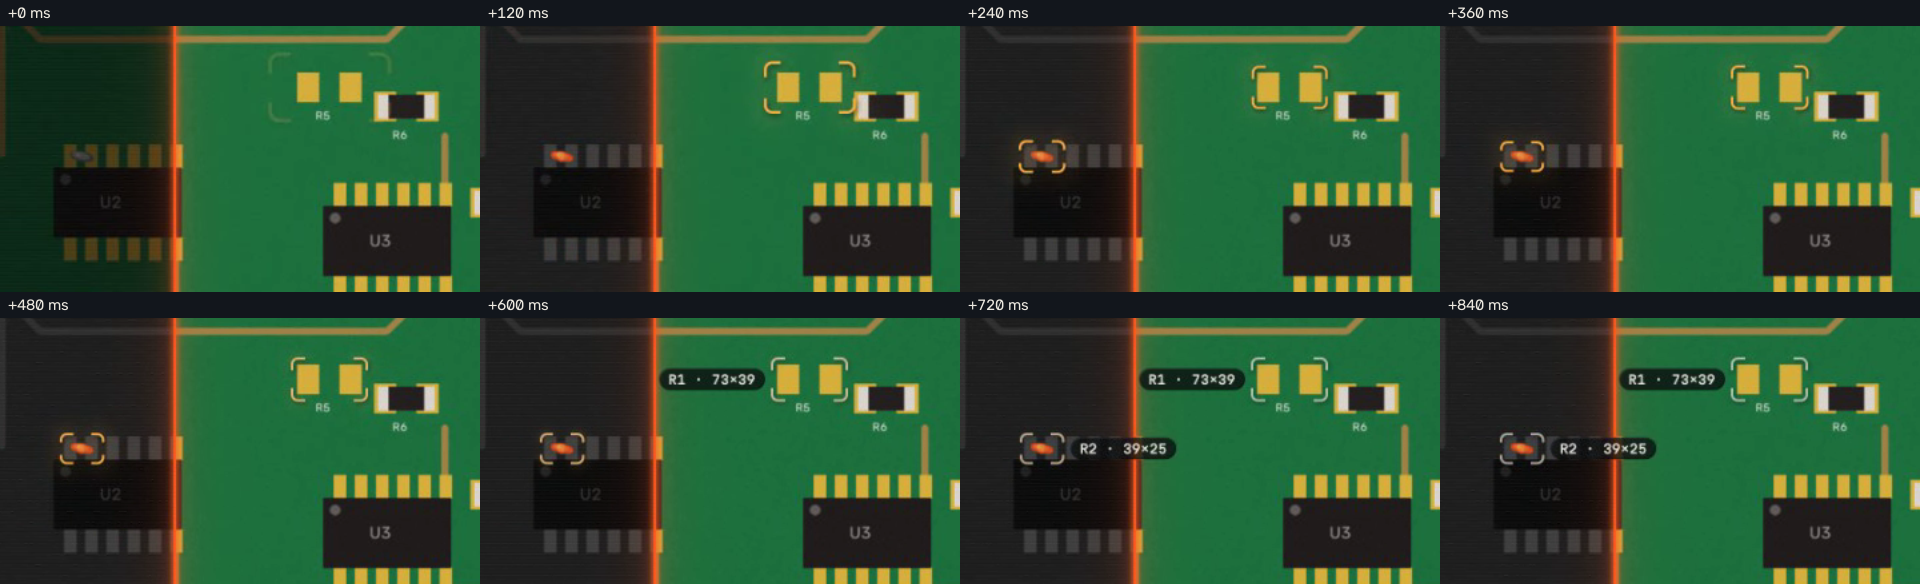 +0 ms
R5
R6
U2
U3
+120 ms
R5
R6
U2
U3
+240 ms
R5
R6
U2
U3
+360 ms
R5
R6
U2
U3
+480 ms
R5
R6
U2
U3
+600 ms
R1 · 73×39
R5
R6
U2
U3
+720 ms
R1 · 73×39
R5
R6
R2 · 39×25
U2
U3
+840 ms
R1 · 73×39
R5
R6
R2 · 39×25
U2
U3